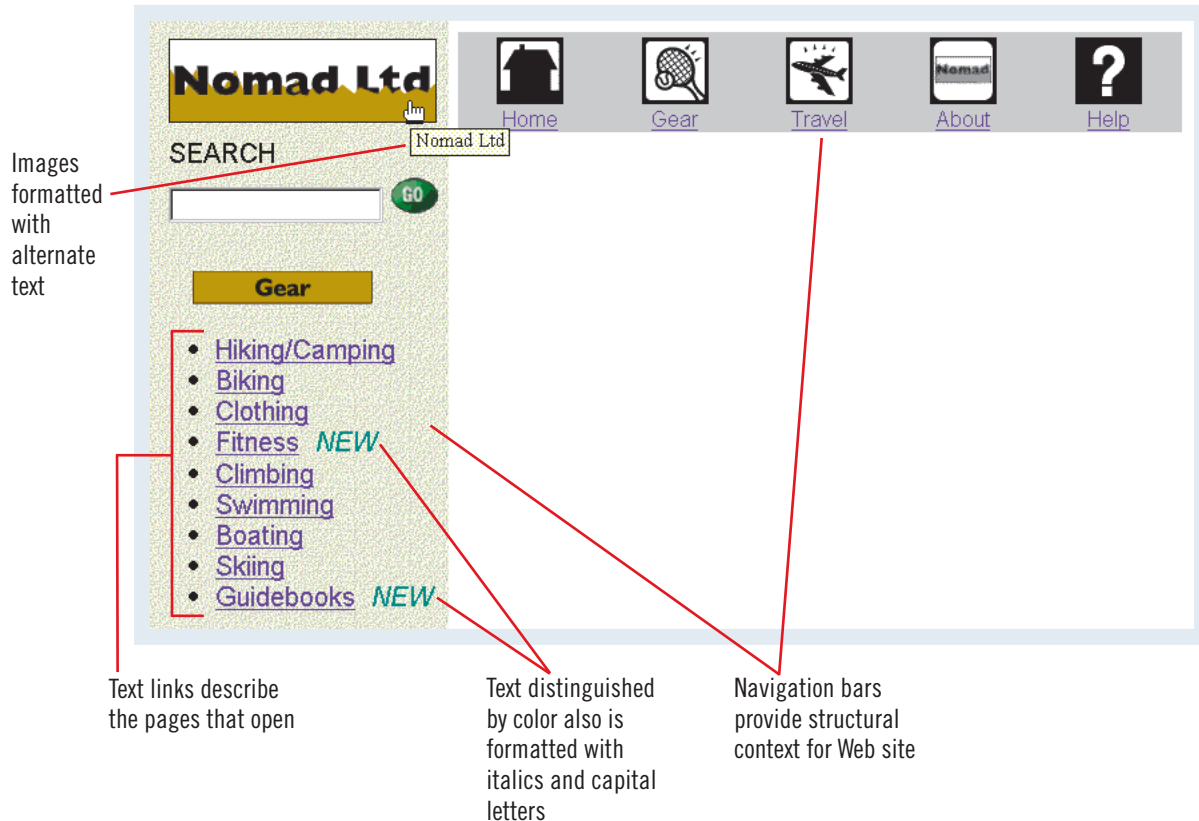 Nomad Ltd
Nomad Ltd
SEARCH
GO
Gear
Hiking/Camping
Biking
Clothing
Fitness NEW
Climbing
Swimming
Boating
Skiing
Guidebooks NEW
Nomad
?
Home Gear Travel About Help
Images
formatted
with
alternate
text
Text links describe
the pages that open
Text distinguished
by color also is
formatted with
italics and capital
letters
Navigation bars
provide structural
context for Web site